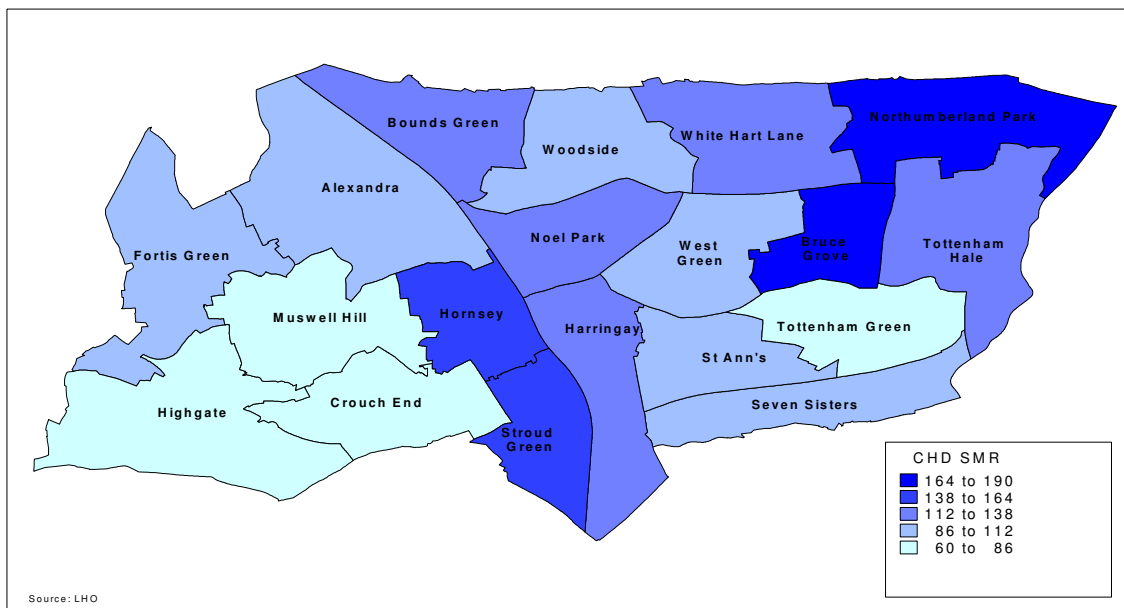 Bounds Green
Northumberland Park
White Hart Lane
Woodside
Alexandra
Noel Park
West
Green
Bruce
Grove
Tottenham
Hale
Fortis Green
Muswell Hill
Hornsey
Harringay
Tottenham Green
St Ann's
Highgate
Crouch End
Seven Sisters
Stroud
Green
CHD SMR
164 to 190
138 to 164
112 to 138
86 to 112
60 to 86
Source: LHO